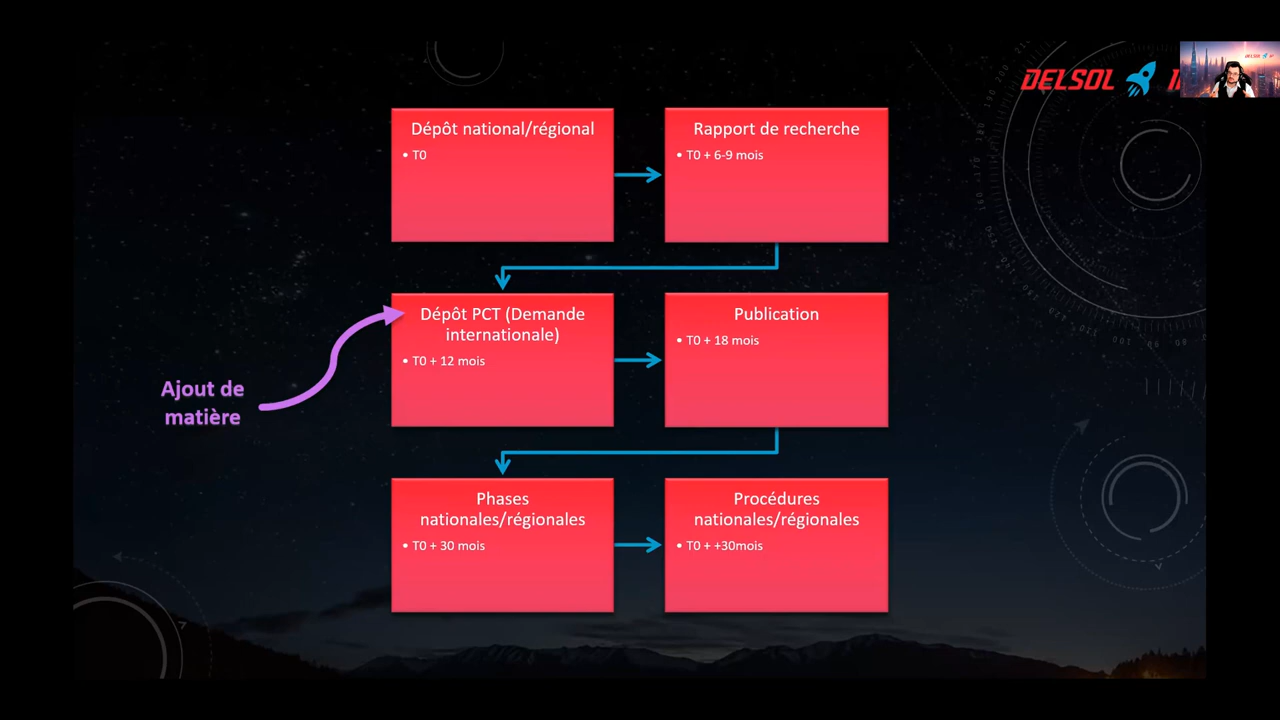 DELSOL
Dépôt national/régional
• T0
Rapport de recherche
• T0 + 6-9 mois
Dépôt PCT (Demande
internationale)
• T0 + 12 mois
Publication
• T0 + 18 mois
Ajout de
matière
Phases
nationales/régionales
• T0 + 30 mois
Procédures
nationales/régionales
• T0 + +30mois